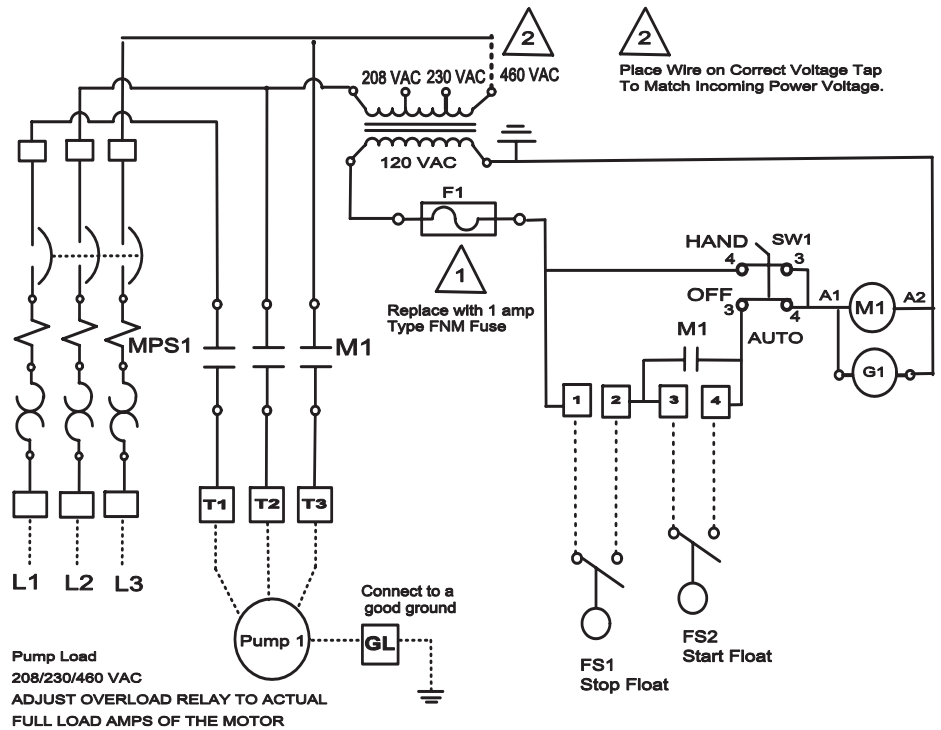 2
2
208 VAC 230 VAC 460 VAC
Place Wire on Correct Voltage Tap
To Match Incoming Power Voltage.
120 VAC
F1
1
Replace with 1 amp
Type FNM Fuse
HAND
SW1
4
3
OFF
3
4
AUTO
A1
M1
A2
G1
M1
MPS1
M1
1
2
3
4
T1
T2
T3
L1
L2
L3
Pump 1
Connect to a
good ground
GL
FS1
Stop Float
FS2
Start Float
Pump Load
208/230/460 VAC
ADJUST OVERLOAD RELAY TO ACTUAL
FULL LOAD AMPS OF THE MOTOR